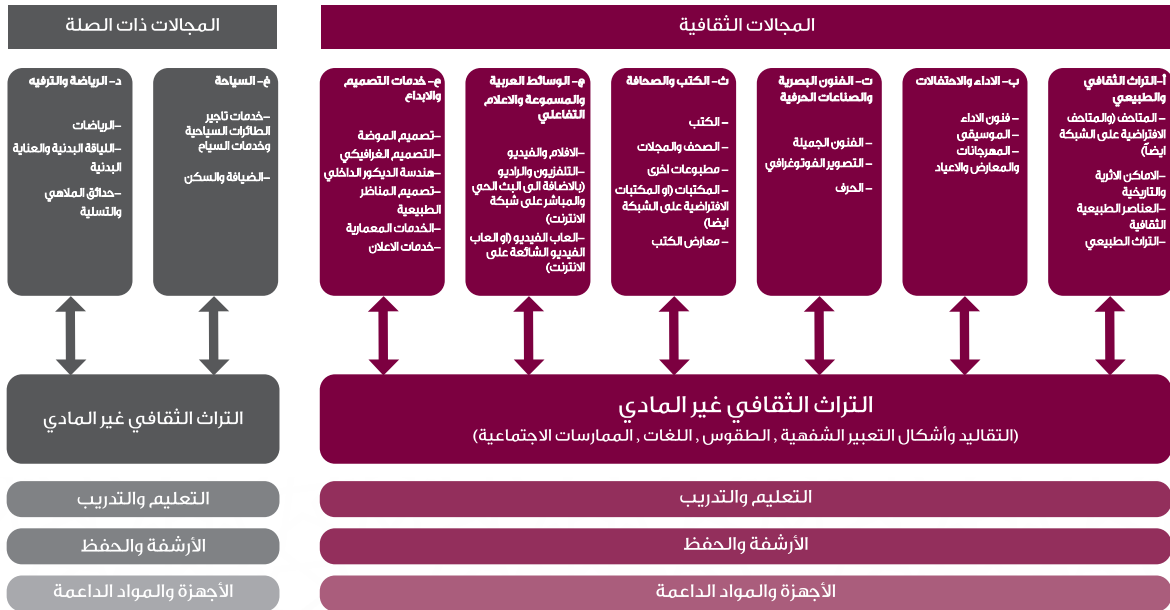 المجالات الثقافية
أ-التراث الثقافي
والطبيعي
-المتاحف (والمتاحف
الافتراضية على الشبكة
ايضاً)
-الاماكن الاثرية
والتاريخية
-العناصر الطبيعية
الثقافية
-التراث الطبيعي
ب- الاداء والاحتفالات
-فنون الاداء
-الموسيقى
-المهرجانات
والمعارض والاعياد
ت- الفنون البصرية
والصناعات الحرفية
-الفنون الجميلة
-التصوير الفوتوغرافي
-الحرف
ث- الكتب والصحافة
-الكتب
-الصحف والمجلات
-مطبوعات اخرى
-المكتبات (او المكتبات
الافتراضية على الشبكة
ايضا)
- معارض الكتب
ج- الوسائط العربية
والمسموعة والاعلام
التفاعلي
-الافلام والفيديو
-التلفزيون والراديو
(بالاضافة الى البث الحي
والمباشر على شبكة
الانترنت)
-العاب الفيديو (او العاب
الفيديو الشائعة على
الانترنت)
ح- خدمات التصميم
والابداع
-تصميم الموضة
-التصميم الغرافيكي
-هندسة الديكور الداخلي
-تصميم المناظر
الطبيعية
-الخدمات المعمارية
-خدمات الاعلان
التراث الثقافي غير المادي
(التقاليد وأشكال التعبير الشفهية , الطقوس , اللغات , الممارسات الاجتماعية)
التعليم والتدريب
الأرشفة والحفظ
الأجهزة والمواد الداعمة
المجالات ذات الصلة
خ- السياحة
-خدمات تاجير
الطائرات السياحية
وخدمات السياح
-الضيافة والسكن
د- الرياضة والترفيه
-الرياضات
-اللياقة البدنية والعناية
البدنية
-حدائق الملاهي
والتسلية
التراث الثقافي غير المادي
التعليم والتدريب
الأرشفة والحفظ
الأجهزة والمواد الداعمة